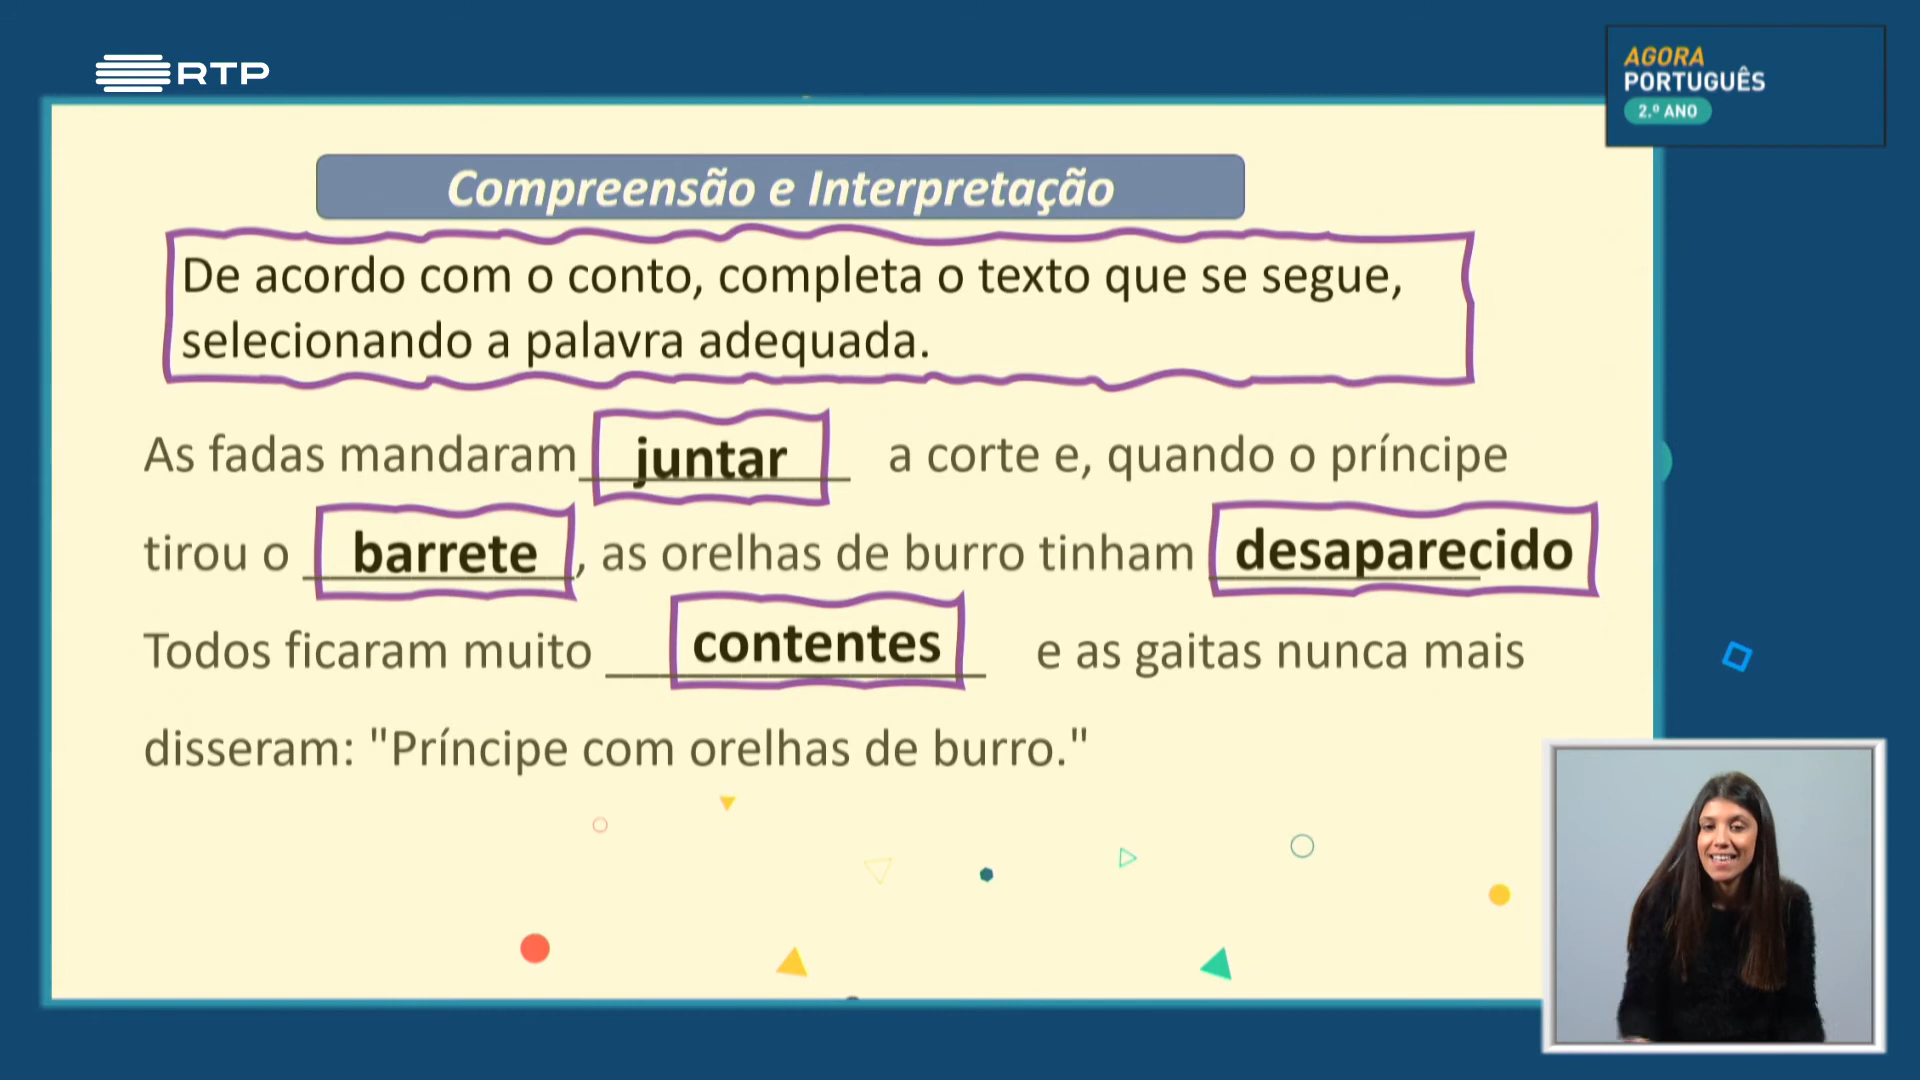 RTP
AGORA
PORTUGUÊS
2.º ANO
Compreensão e Interpretação
De acordo com o conto, completa o texto que se segue,
selecionando a palavra adequada.
As fadas mandaram juntar a corte e, quando o príncipe
tirou o barrete, as orelhas de burro tinham desaparecido
Todos ficaram muito contentes e as gaitas nunca mais
disseram: "Príncipe com orelhas de burro."